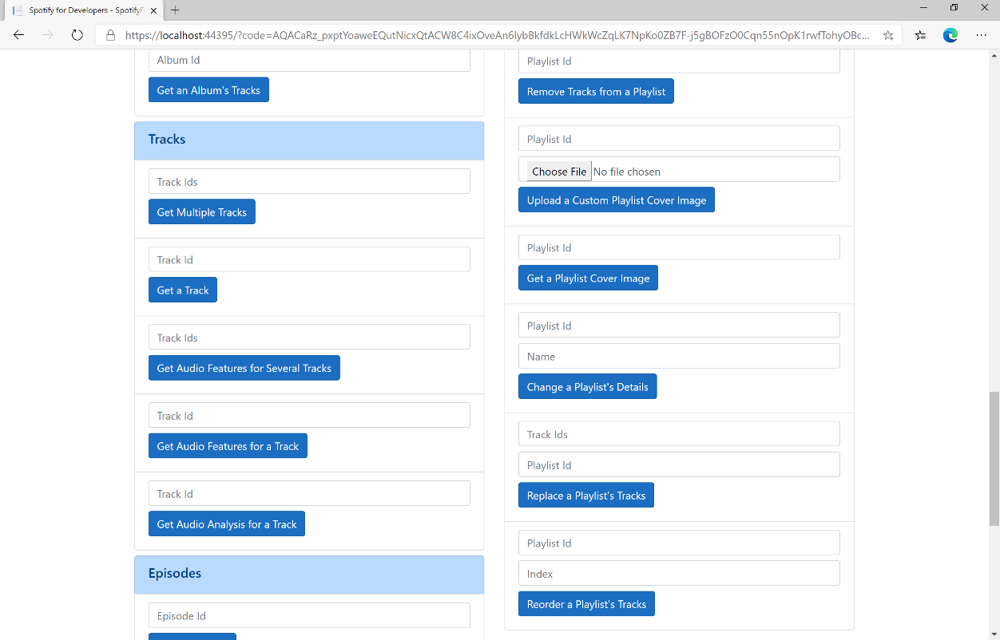 Spotify for Developers - SpotifyF
https://localhost:44395/?code=AQACaRz_pxptYoaweEQutNicxQtACW8C4ixOveAn6IybBkfdkLcHWkWcZqLK7NpKo0ZB7F-j5gBOFzO0Cqn55nOpK1rwfTohyOBc...
Album Id
Get an Album's Tracks
Tracks
Track Ids
Get Multiple Tracks
Track Id
Get a Track
Track Ids
Get Audio Features for Several Tracks
Track Id
Get Audio Features for a Track
Track Id
Get Audio Analysis for a Track
Episodes
Episode Id
Playlist Id
Remove Tracks from a Playlist
Playlist Id
Choose File No file chosen
Upload a Custom Playlist Cover Image
Playlist Id
Get a Playlist Cover Image
Playlist Id
Name
Change a Playlist's Details
Track Ids
Playlist Id
Replace a Playlist's Tracks
Playlist Id
Index
Reorder a Playlist's Tracks